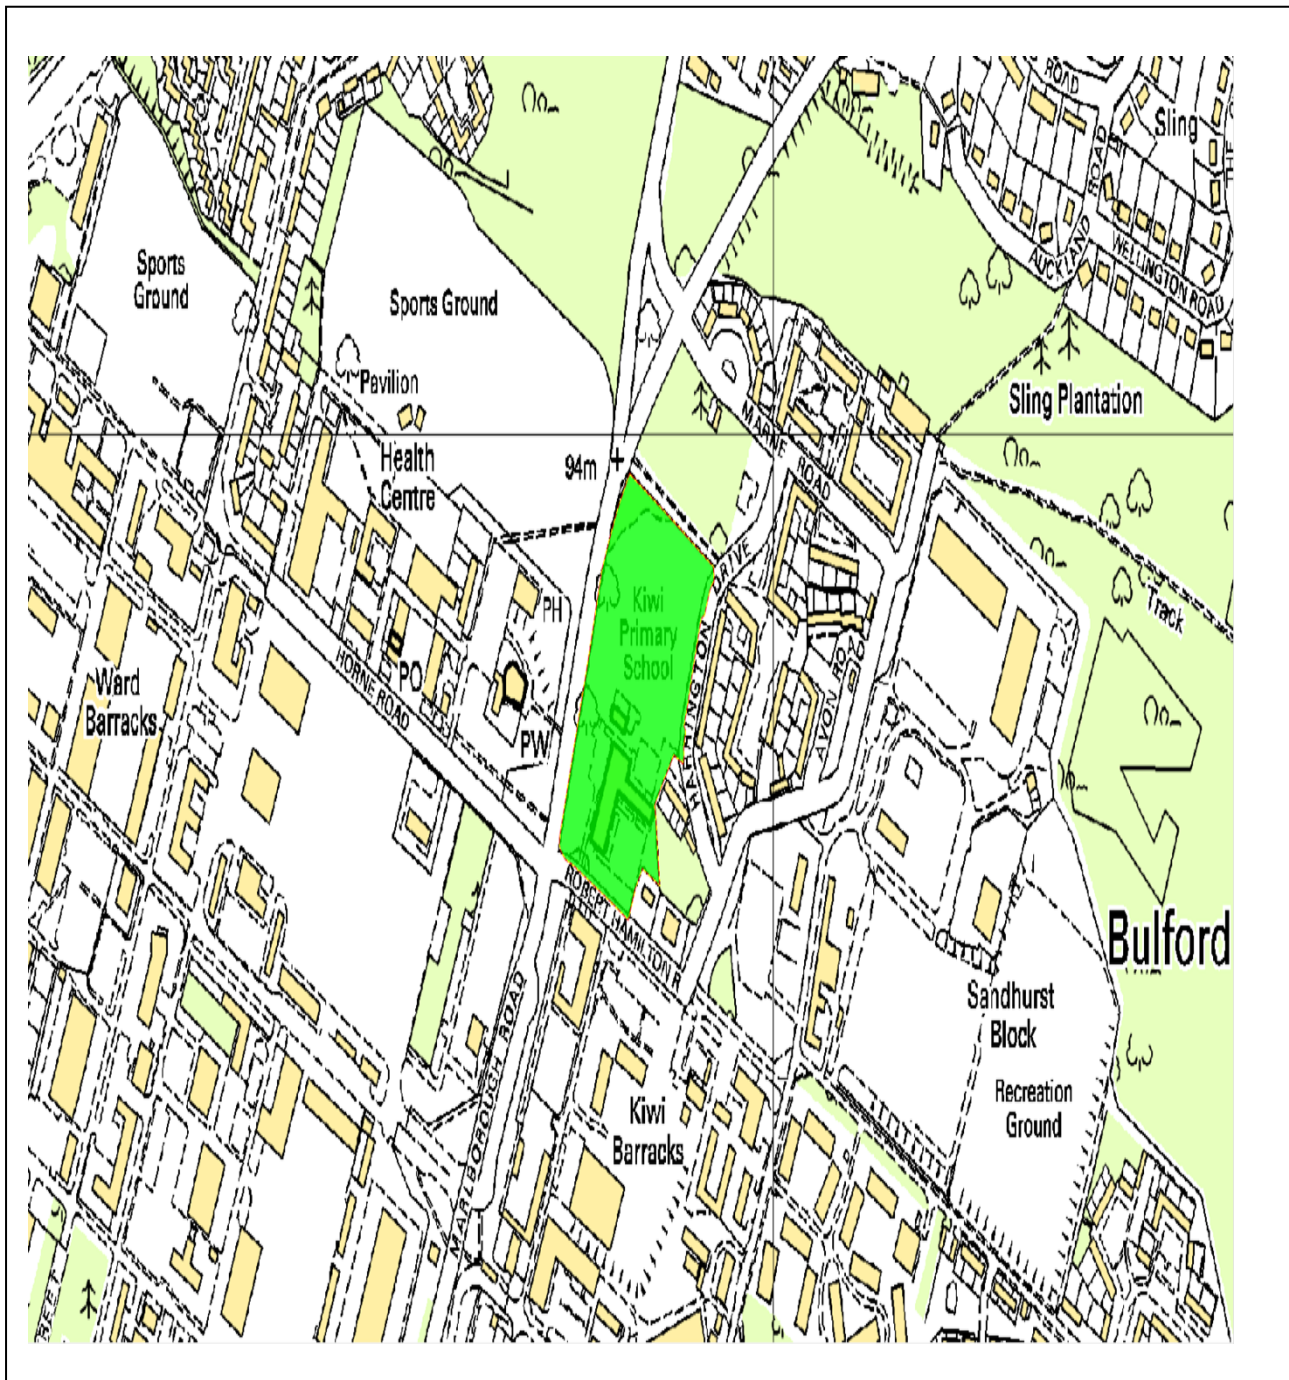 ROAD
Sling
THE
ROAD
AUCKLAND
WELLINGTON ROAD
Sports
Ground
Sports Ground
Pavilion
Sling Plantation
MARNE ROAD
Health
Centre
94m
DRIVE
Kiwi
Primary
School
PH
Track
HORNE ROAD
PO
PW
Ward
Barracks
AVON RD
ROBERT HAMILTON
Bulford
MARLBOROUGH ROAD
Sandhurst
Block
Recreation
Ground
Kiwi
Barracks